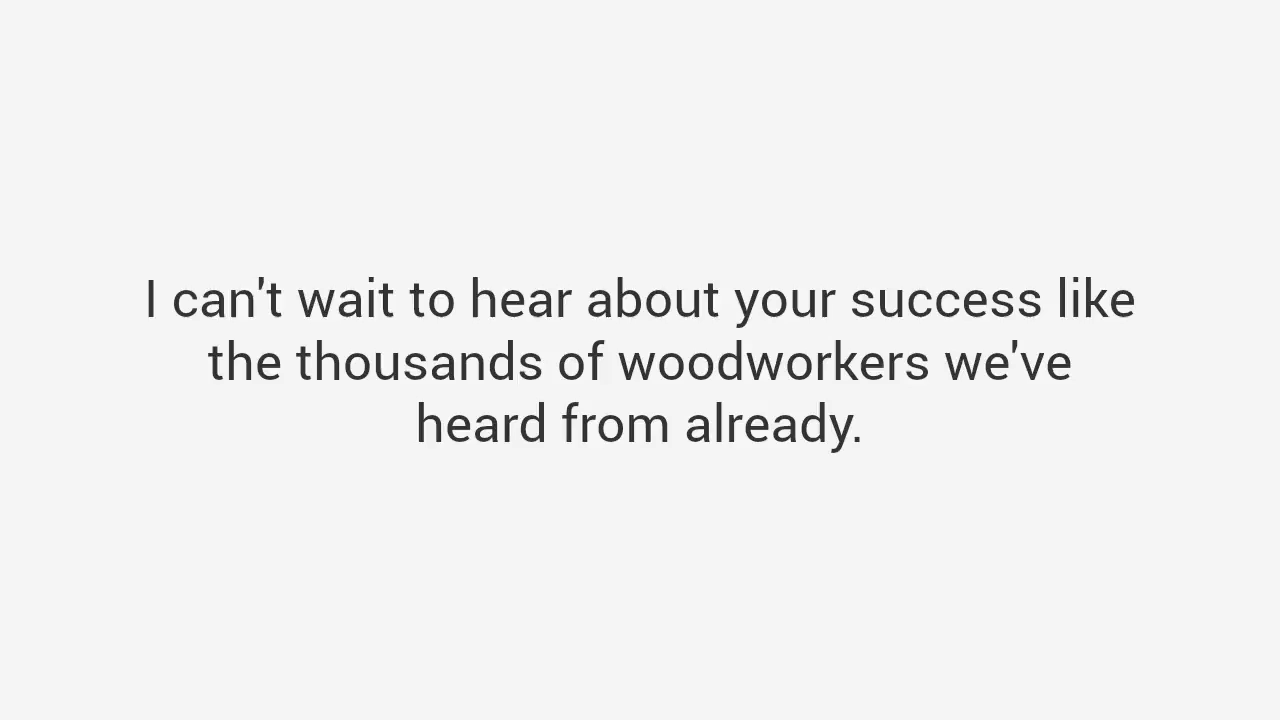 I can't wait to hear about your success like
the thousands of woodworkers we've
heard from already.